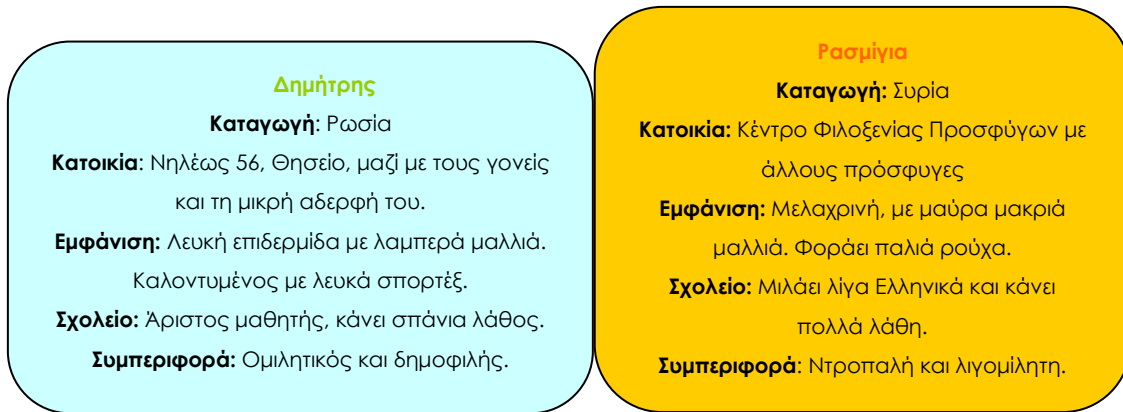 Δημήτρης
Καταγωγή: Ρωσία
Κατοικία: Νηλέως 56, Θησείο, μαζί με τους γονείς
και τη μικρή αδερφή του.
Εμφάνιση: Λευκή επιδερμίδα με λαμπερά μαλλιά.
Καλοντυμένος με λευκά σπορτέξ.
Σχολείο: Άριστος μαθητής, κάνει σπάνια λάθος.
Συμπεριφορά: Ομιλητικός και δημοφιλής.
Ρασμίγια
Καταγωγή: Συρία
Κατοικία: Κέντρο Φιλοξενίας Προσφύγων με
άλλους πρόσφυγες
Εμφάνιση: Μελαχρινή, με μαύρα μακριά
μαλλιά. Φοράει παλιά ρούχα.
Σχολείο: Μιλάει λίγα Ελληνικά και κάνει
πολλά λάθη.
Συμπεριφορά: Ντροπαλή και λιγομίλητη.